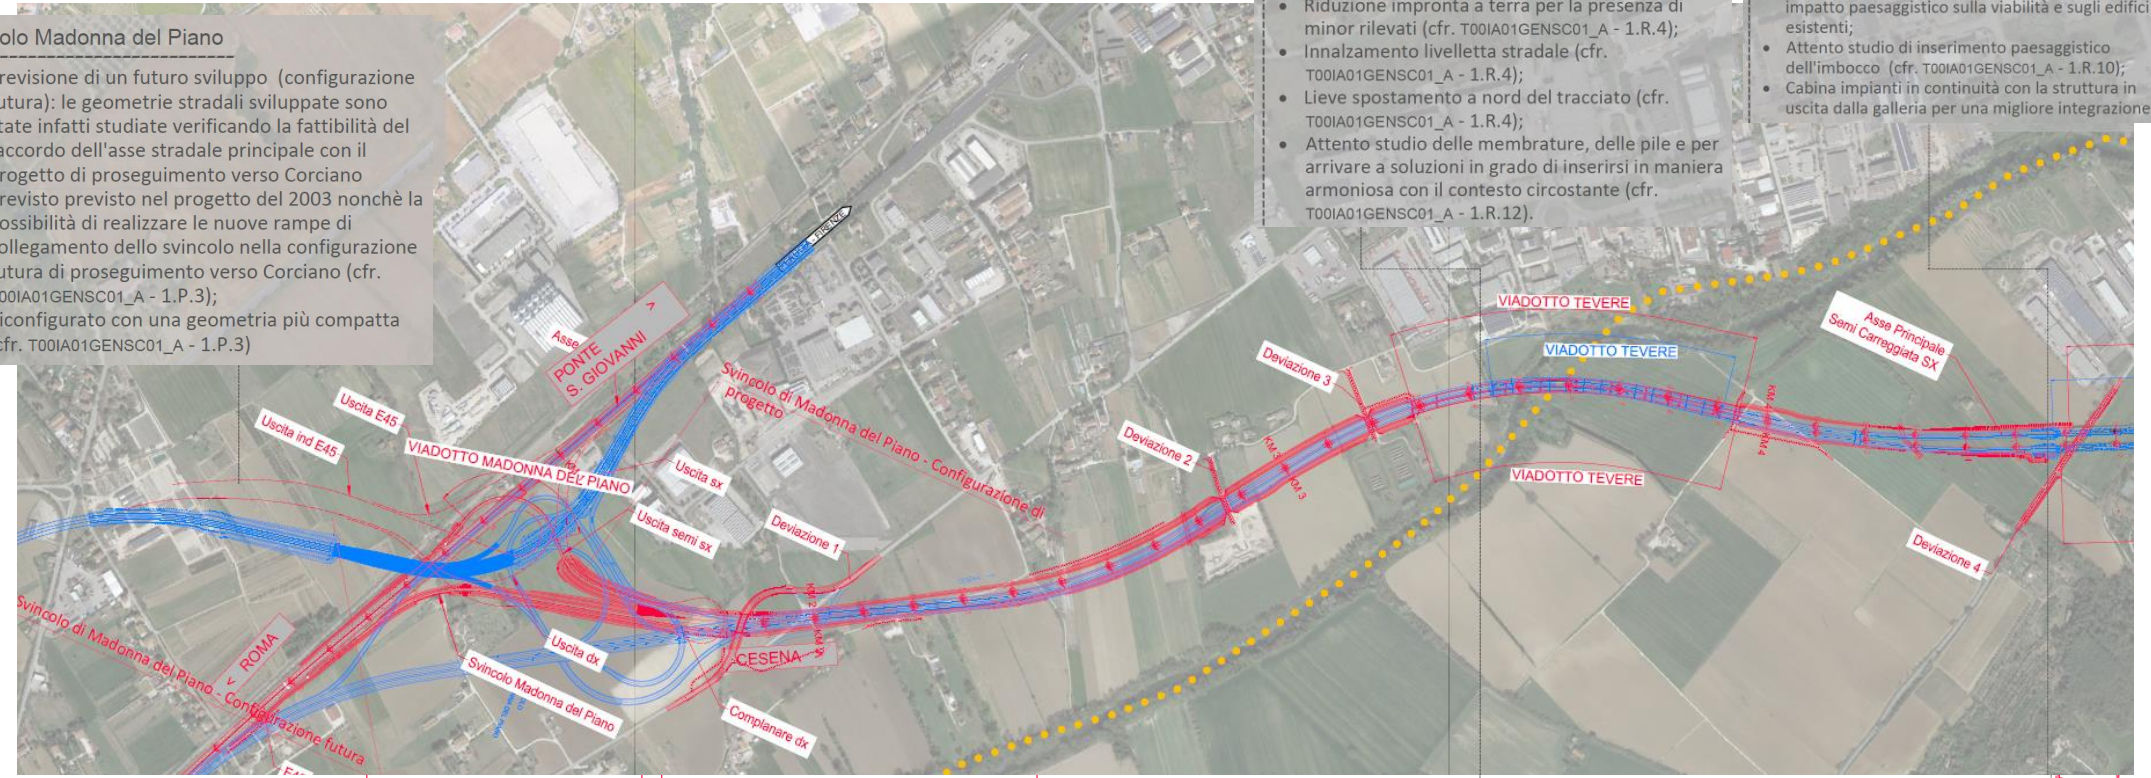 olo Madonna del Piano
revisione di un futuro sviluppo (configurazione
utura): le geometrie stradali sviluppate sono
tate infatti studiate verificando la fattibilità del
accordo dell'asse stradale principale con il
rogetto di proseguimento verso Corciano
revisto previsto nel progetto del 2003 nonchè la
ossibilità di realizzare le nuove rampe di
ollegamento dello svincolo nella configurazione
utura di proseguimento verso Corciano (cfr.
00IA01GENSC01_A - 1.P.3);
iconfigurato con una geometria più compatta
cfr. T00IA01GENSC01_A - 1.P.3)
• Riduzione impronta a terra per la presenza di
minor rilevati (cfr. T00IA01GENSC01_A - 1.R.4);
• Innalzamento livelletta stradale (cfr.
T00IA01GENSC01_A - 1.R.4);
• Lieve spostamento a nord del tracciato (cfr.
T00IA01GENSC01_A - 1.R.4);
• Attento studio delle membrature, delle pile e per
arrivare a soluzioni in grado di inserirsi in maniera
armoniosa con il contesto circostante (cfr.
T00IA01GENSC01_A - 1.R.12).
impatto paesaggistico sulla viabilità e sugli edifici
esistenti;
• Attento studio di inserimento paesaggistico
dell'imbocco (cfr. T00IA01GENSC01_A - 1.R.10);
• Cabina impianti in continuità con la struttura in
uscita dalla galleria per una migliore integrazione
FIRENZE
Asse
PONTE
S. GIOVANNI
>
Svincolo di Madonna del Piano - Configurazione di
progetto
Uscita E45
Uscita ind E45
VIADOTTO MADONNA DEL PIANO
Uscita sx
Uscita semi sx
Deviazione 1
Deviazione 2
Deviazione 3
KM 3
KM 3
VIADOTTO TEVERE
VIADOTTO TEVERE
VIADOTTO TEVERE
Asse Principale
Semi Carreggiata SX
KM 4
KM 4
Deviazione 4
KM 2
CESENA
Complanare dx
Uscita dx
Svincolo Madonna del Piano
< ROMA
Svincolo di Madonna del Piano - Configurazione futura